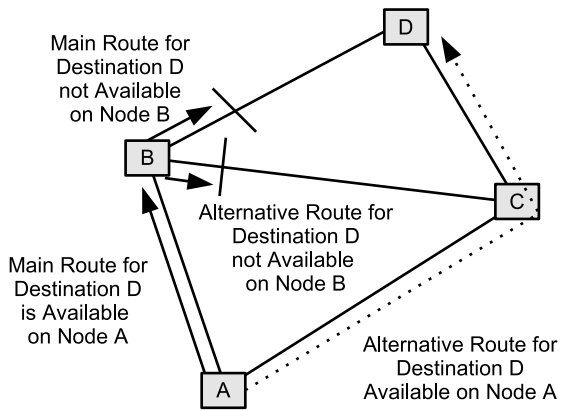 D
Main Route for
Destination D
not Available
on Node B
B
C
Alternative Route for
Destination D
not Available
on Node B
Main Route for
Destination D
is Available
on Node A
Alternative Route for
Destination D
Available on Node A
A